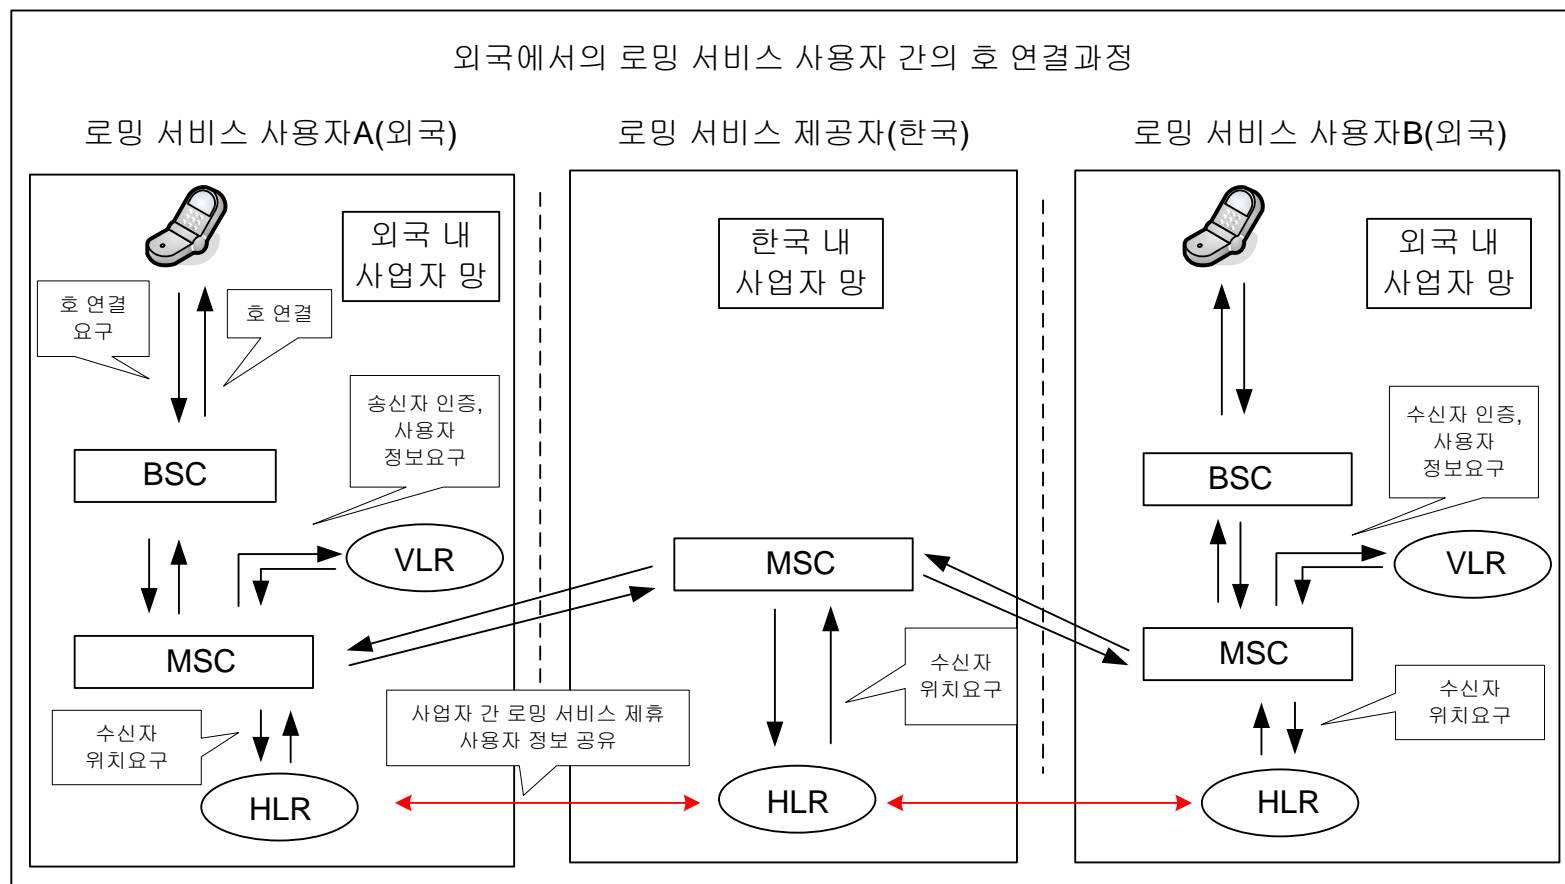 외국에서의 로밍 서비스 사용자 간의 호 연결과정
로밍 서비스 사용자A(외국)
로밍 서비스 제공자(한국)
로밍 서비스 사용자B(외국)
외국 내
사업자 망
호 연결
요구
호 연결
송신자 인증,
사용자
정보요구
BSC
VLR
MSC
수신자
위치요구
HLR
사업자 간 로밍 서비스 제휴
사용자 정보 공유
한국 내
사업자 망
MSC
수신자
위치요구
HLR
외국 내
사업자 망
수신자 인증,
사용자
정보요구
BSC
VLR
MSC
수신자
위치요구
HLR